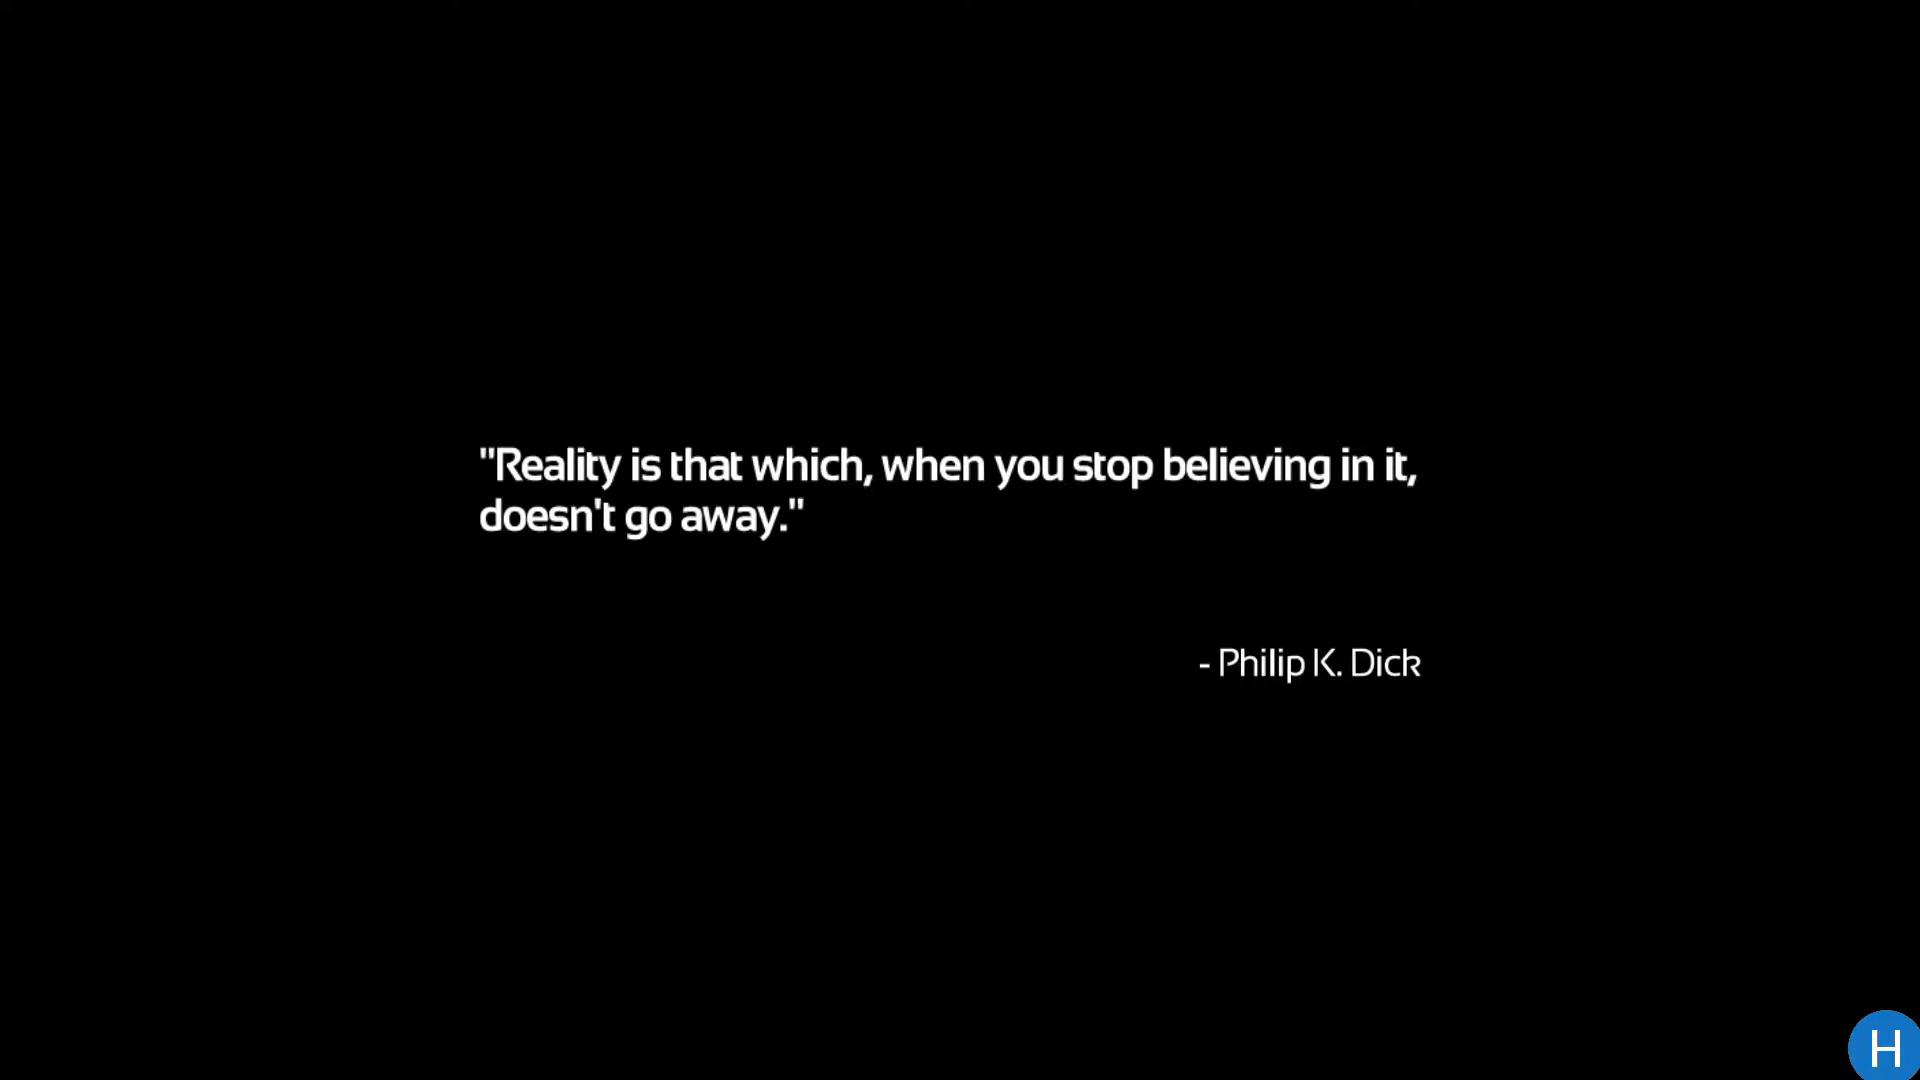 "Reality is that which, when you stop believing in it,
doesn't go away."
- Philip K. Dick
H